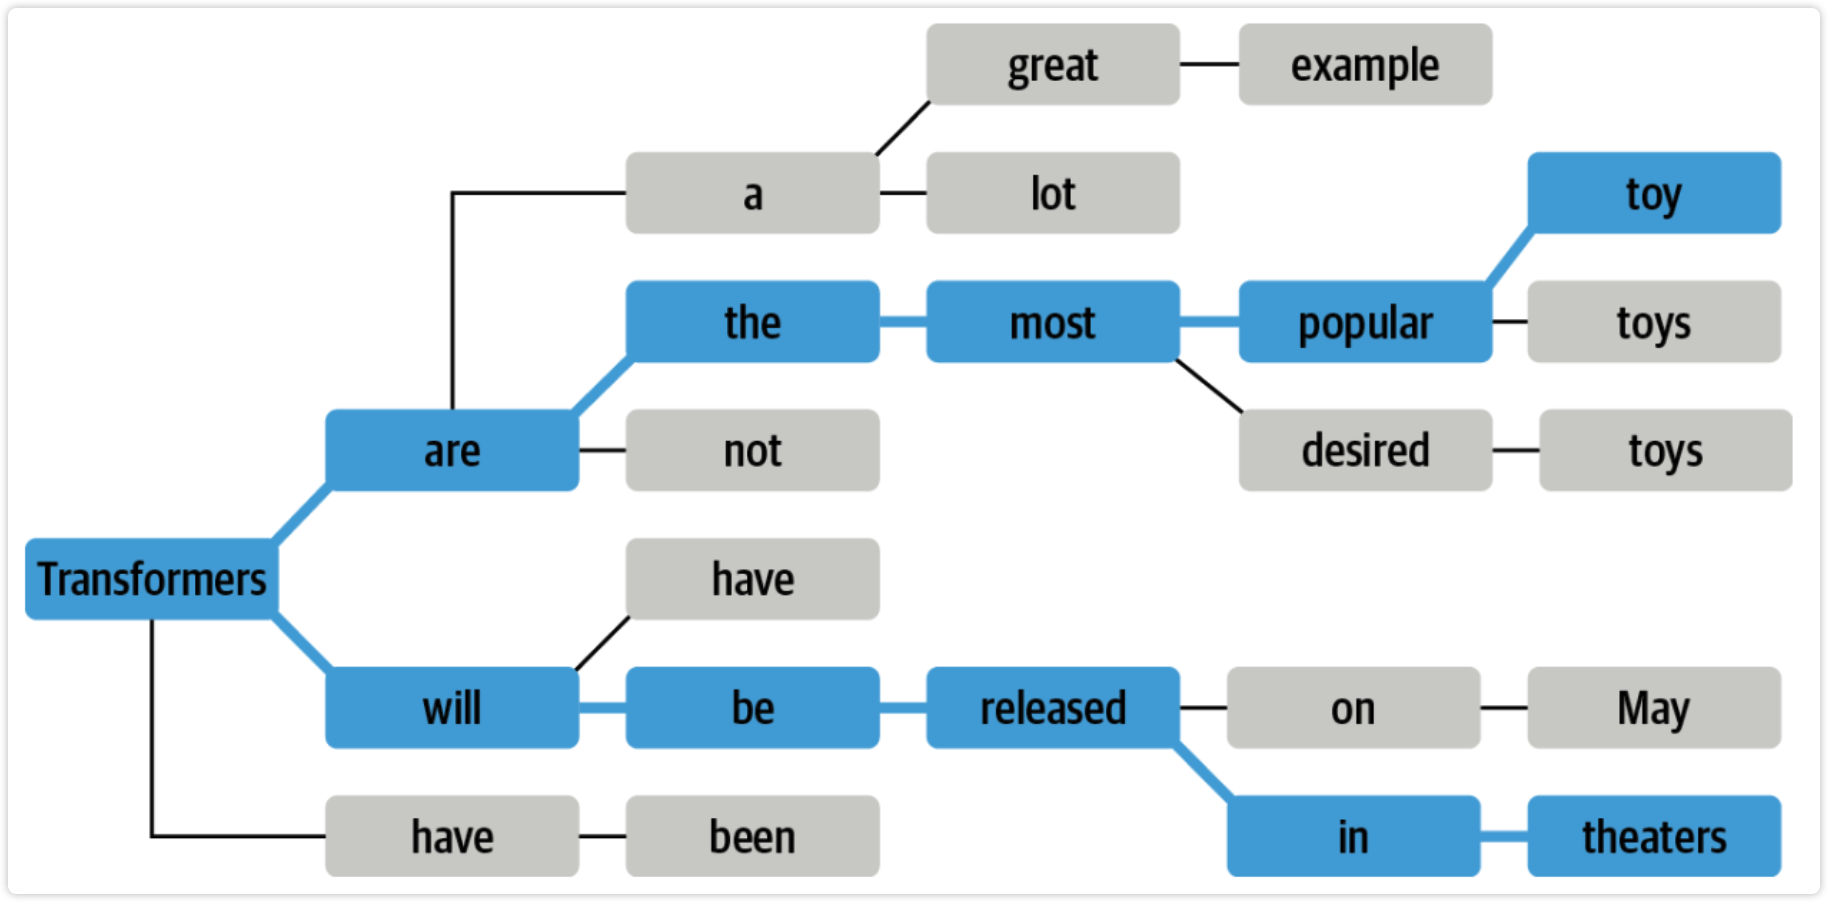 great example
a lot toy
the most popular toys
are not desired toys
Transformers have
will be released on May
have been in theaters